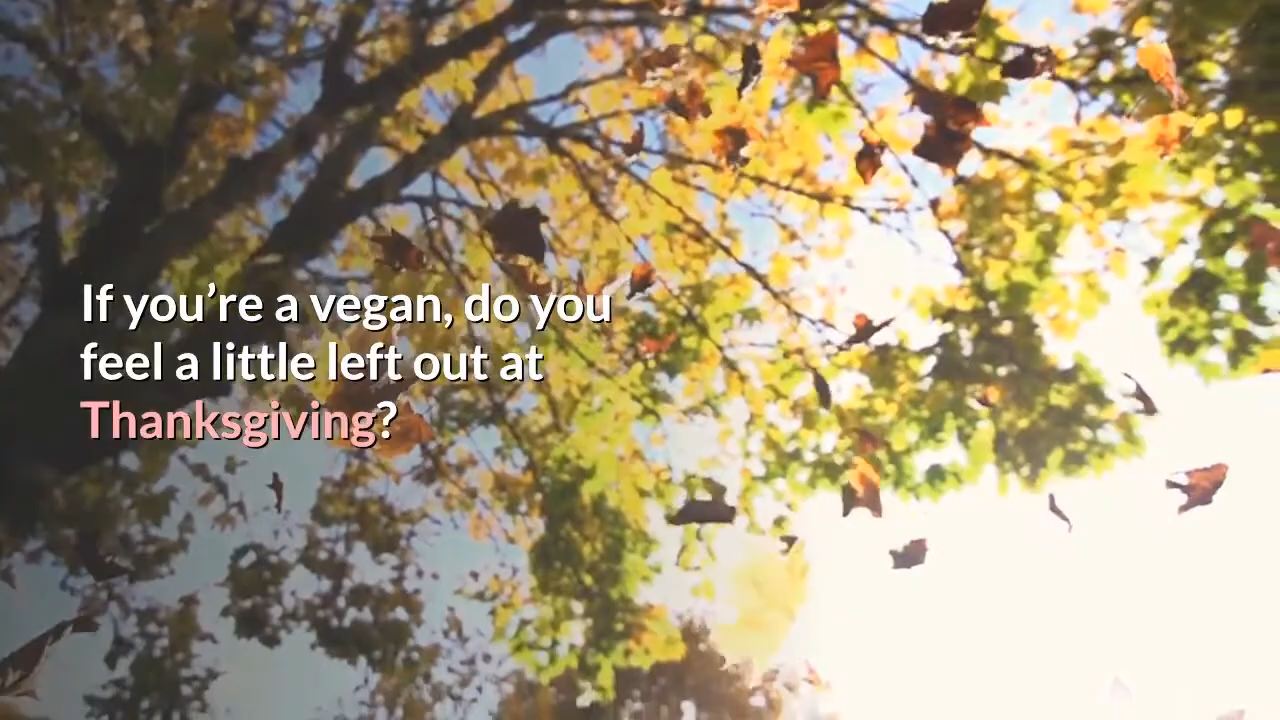 If you’re a vegan, do you
feel a little left out at
Thanksgiving?